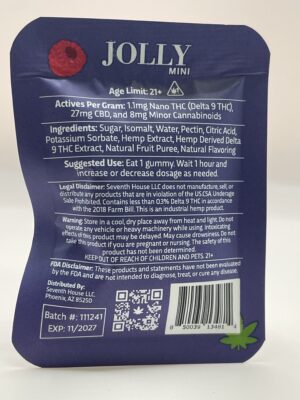 JOLLY
MINI
Age Limit: 21+
Actives Per Gram: 1.1mg Nano THC (Delta 9 THC),
27mg CBD, and 8mg Minor Cannabinoids
Ingredients: Sugar, Isomalt, Water, Pectin, Citric Acid,
Potassium Sorbate, Hemp Extract, Hemp Derived Delta
9 THC Extract, Natural Fruit Puree, Natural Flavoring
Suggested Use: Eat 1 gummy. Wait 1 hour and
increase or decrease dosage as needed.
Legal Disclaimer: Seventh House LLC does not manufacture, sell, or
distribute products that are in violation of the US.CSA. Underage
Sale Prohibited. Contains less than 0.3% Delta 9 THC in accordance
with the 2018 Farm Bill. This is an industrial hemp product.
Warning: Store in a cool, dry place away from heat and light. Do not
operate any vehicle or heavy machinery while using. Intoxicating
effects of this product may be delayed. May cause drowsiness. Do not
take this product if you are pregnant or nursing. The safety of this
product has not been determined.
KEEP OUT OF REACH OF CHILDREN AND PETS. 21+
FDA Disclaimer: These products and statements have not been evaluated
by the FDA and are not intended to diagnose, treat, or cure any disease.
Distributed By:
Seventh House LLC.
Phoenix, AZ 85250
Batch #: 111241
EXP: 11/2027
8 50039 13461